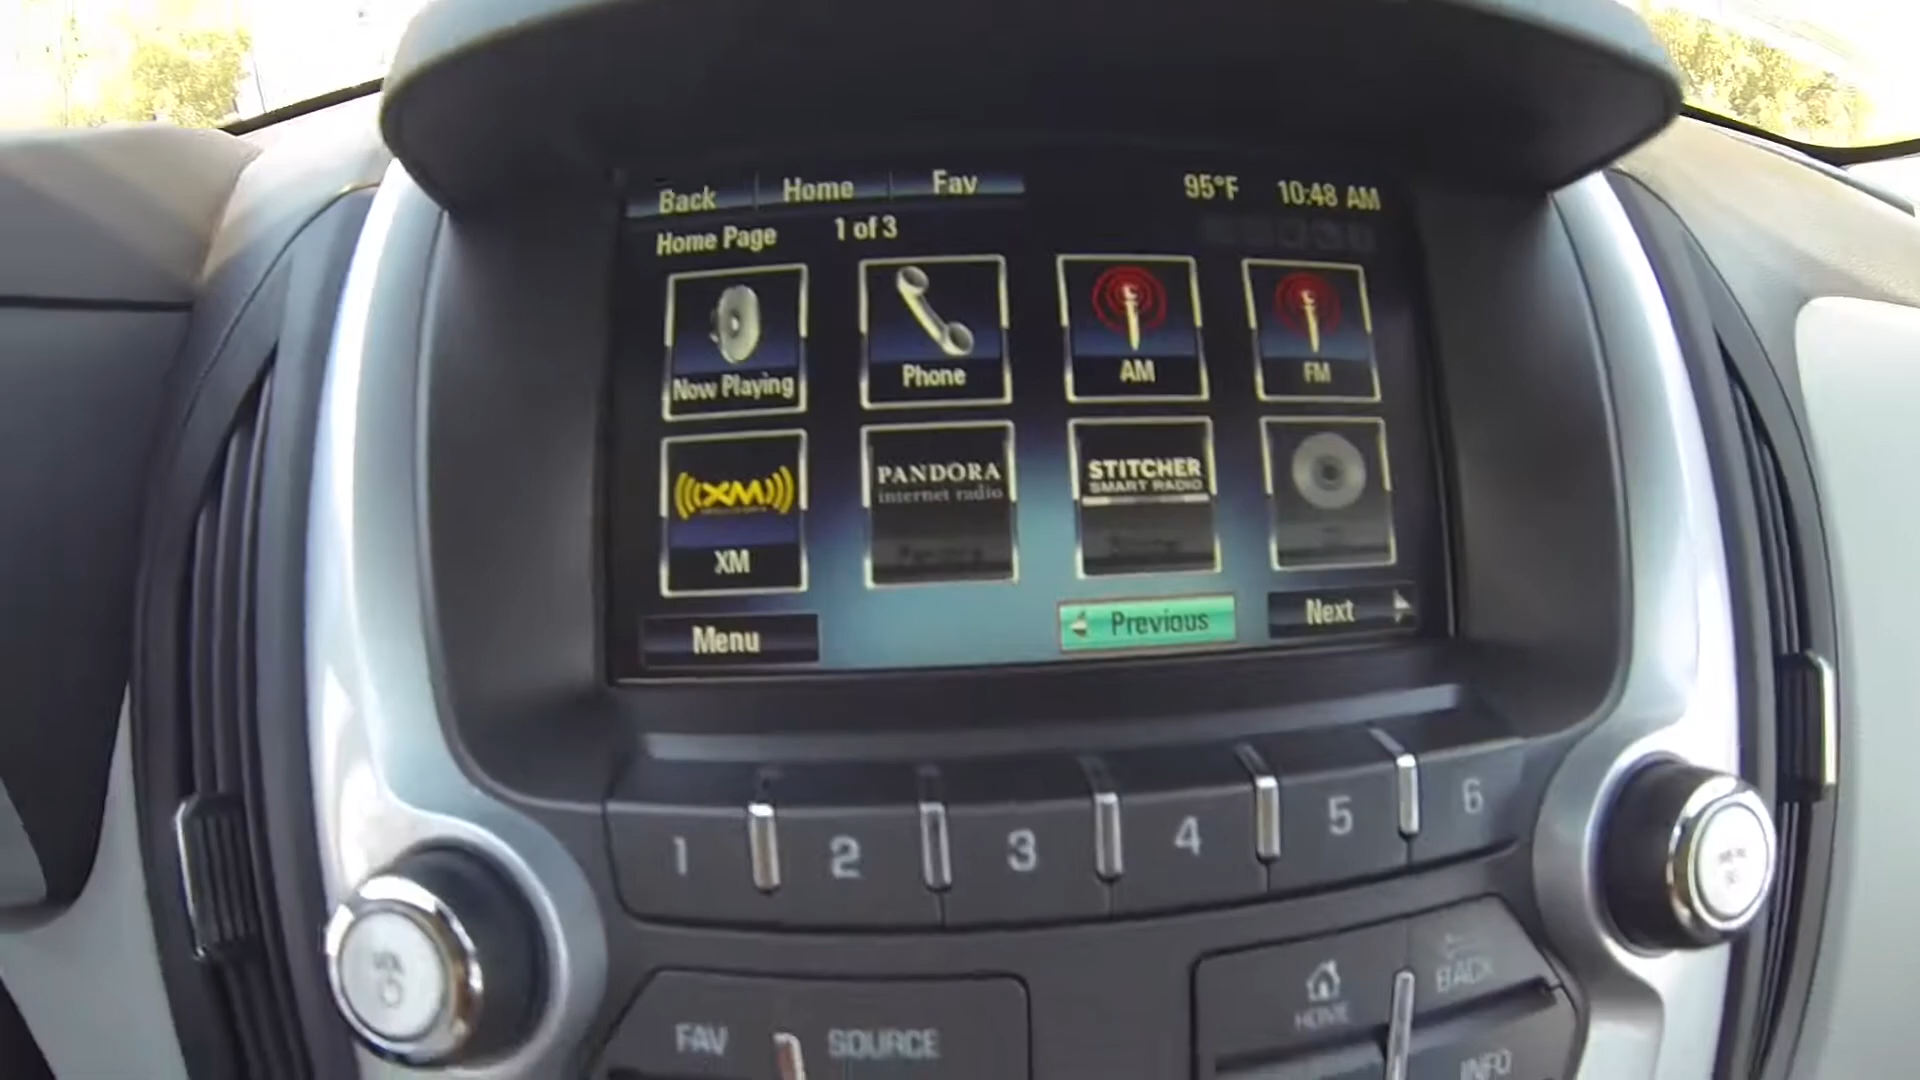 Back Home Fav 95°F 10:48 AM
Home Page 1 of 3
Now Playing Phone AM FM
XM PANDORA STITCHER
internet radio SMART RADIO
XM
Menu Previous Next
1 2 3 4 5 6
VOL
FAV SOURCE HOME BACK
INFO